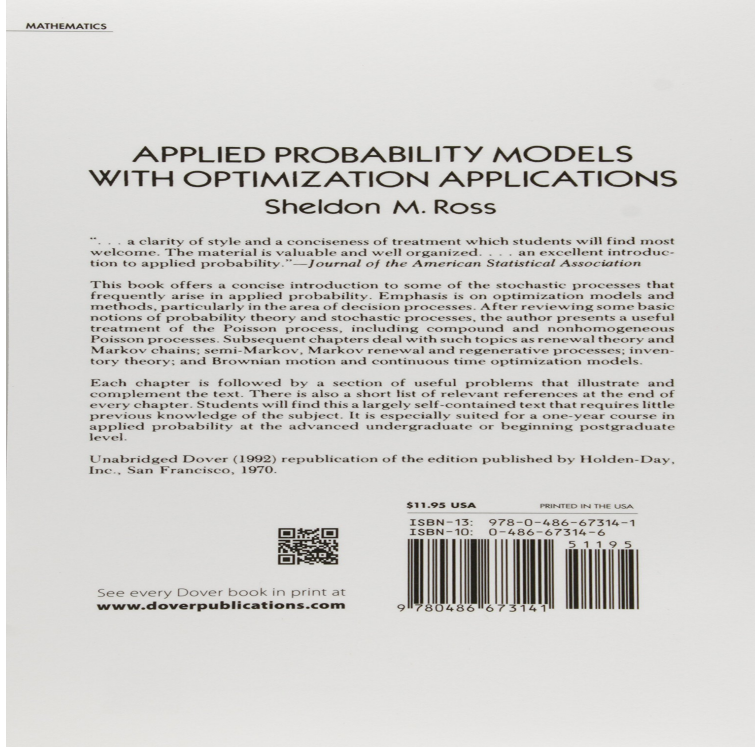 MATHEMATICS
APPLIED PROBABILITY MODELS
WITH OPTIMIZATION APPLICATIONS
Sheldon M. Ross
“. . . a clarity of style and a conciseness of treatment which students will find most
welcome. The material is valuable and well organized. . . . an excellent introduc-
tion to applied probability.”—Journal of the American Statistical Association
This book offers a concise introduction to some of the stochastic processes that
frequently arise in applied probability. Emphasis is on optimization models and
methods, particularly in the area of decision processes. After reviewing some basic
notions of probability theory and stochastic processes, the author presents a useful
treatment of the Poisson process, including compound and nonhomogeneous
Poisson processes. Subsequent chapters deal with such topics as renewal theory and
Markov chains; semi-Markov, Markov renewal and regenerative processes; inven-
tory theory; and Brownian motion and continuous time optimization models.
Each chapter is followed by a section of useful problems that illustrate and
complement the text. There is also a short list of relevant references at the end of
every chapter. Students will find this a largely self-contained text that requires little
previous knowledge of the subject. It is especially suited for a one-year course in
applied probability at the advanced undergraduate or beginning postgraduate
level.
Unabridged Dover (1992) republication of the edition published by Holden-Day,
Inc., San Francisco, 1970.
$11.95 USA PRINTED IN THE USA
ISBN-13: 978-0-486-67314-1
ISBN-10: 0-486-67314-6
5 1 1 9 5
See every Dover book in print at
www.doverpublications.com
9 780486 673141